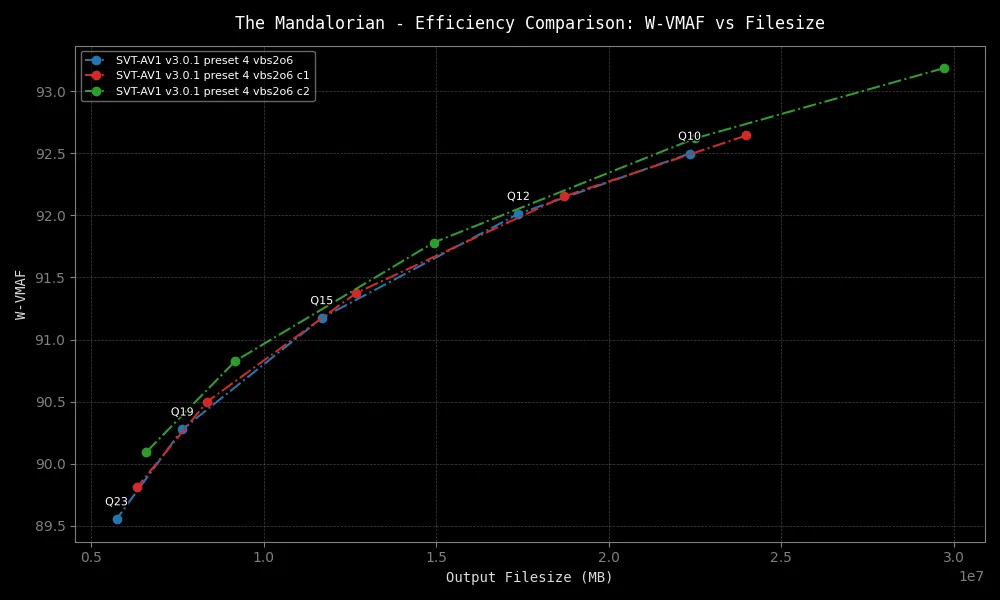 The Mandalorian - Efficiency Comparison: W-VMAF vs Filesize
SVT-AV1 v3.0.1 preset 4 vbs2o6
SVT-AV1 v3.0.1 preset 4 vbs2o6 c1
SVT-AV1 v3.0.1 preset 4 vbs2o6 c2
93.0
92.5
92.0
91.5
91.0
90.5
90.0
89.5
W-VMAF
Q10
Q12
Q15
Q19
Q23
0.5 1.0 1.5 2.0 2.5 3.0
1e7
Output Filesize (MB)